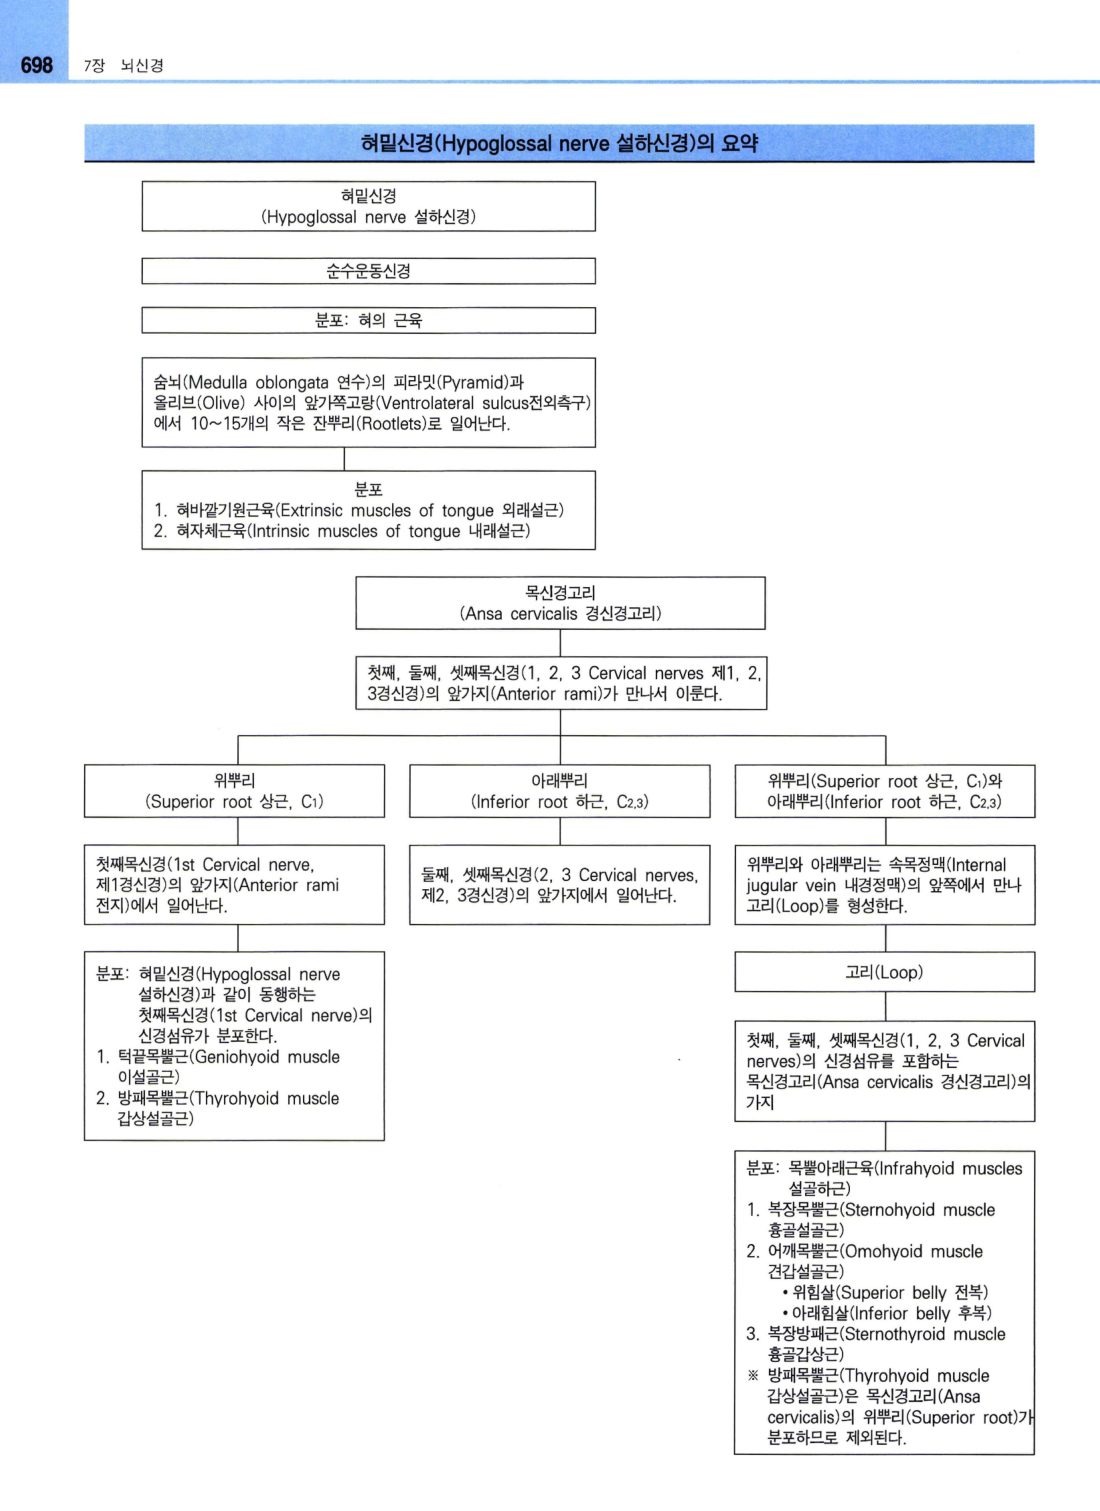 698
7장 뇌신경
혀밑신경(Hypoglossal nerve 설하신경)의 요약
혀밑신경
(Hypoglossal nerve 설하신경)
순수운동신경
분포: 혀의 근육
숨뇌(Medulla oblongata 연수)의 피라밋(Pyramid)과
올리브(Olive) 사이의 앞가쪽고랑(Ventrolateral sulcus전외측구)
에서 10~15개의 작은 잔뿌리(Rootlets)로 일어난다.
분포
1. 혀바깥기원근육(Extrinsic muscles of tongue 외래설근)
2. 혀자체근육(Intrinsic muscles of tongue 내래설근)
목신경고리
(Ansa cervicalis 경신경고리)
첫째, 둘째, 셋째목신경(1, 2, 3 Cervical nerves 제1, 2,
3경신경)의 앞가지(Anterior rami)가 만나서 이룬다.
위뿌리
(Superior root 상근, C1)
첫째목신경(1st Cervical nerve,
제1경신경)의 앞가지(Anterior rami
전지)에서 일어난다.
분포: 혀밑신경(Hypoglossal nerve
설하신경)과 같이 동행하는
첫째목신경(1st Cervical nerve)의
신경섬유가 분포한다.
1. 턱끝목뿔근(Geniohyoid muscle
이설골근)
2. 방패목뿔근(Thyrohyoid muscle
갑상설골근)
아래뿌리
(Inferior root 하근, C2,3)
둘째, 셋째목신경(2, 3 Cervical nerves,
제2, 3경신경)의 앞가지에서 일어난다.
위뿌리(Superior root 상근, C1)와
아래뿌리(Inferior root 하근, C2,3)
위뿌리와 아래뿌리는 속목정맥(Internal
jugular vein 내경정맥)의 앞쪽에서 만나
고리(Loop)를 형성한다.
고리(Loop)
첫째, 둘째, 셋째목신경(1, 2, 3 Cervical
nerves)의 신경섬유를 포함하는
목신경고리(Ansa cervicalis 경신경고리)의
가지
분포: 목뿔아래근육(Infrahyoid muscles
설골하근)
1. 복장목뿔근(Sternohyoid muscle
흉골설골근)
2. 어깨목뿔근(Omohyoid muscle
견갑설골근)
• 위힘살(Superior belly 전복)
• 아래힘살(Inferior belly 후복)
3. 복장방패근(Sternothyroid muscle
흉골갑상근)
※ 방패목뿔근(Thyrohyoid muscle
갑상설골근)은 목신경고리(Ansa
cervicalis)의 위뿌리(Superior root)가
분포하므로 제외된다.